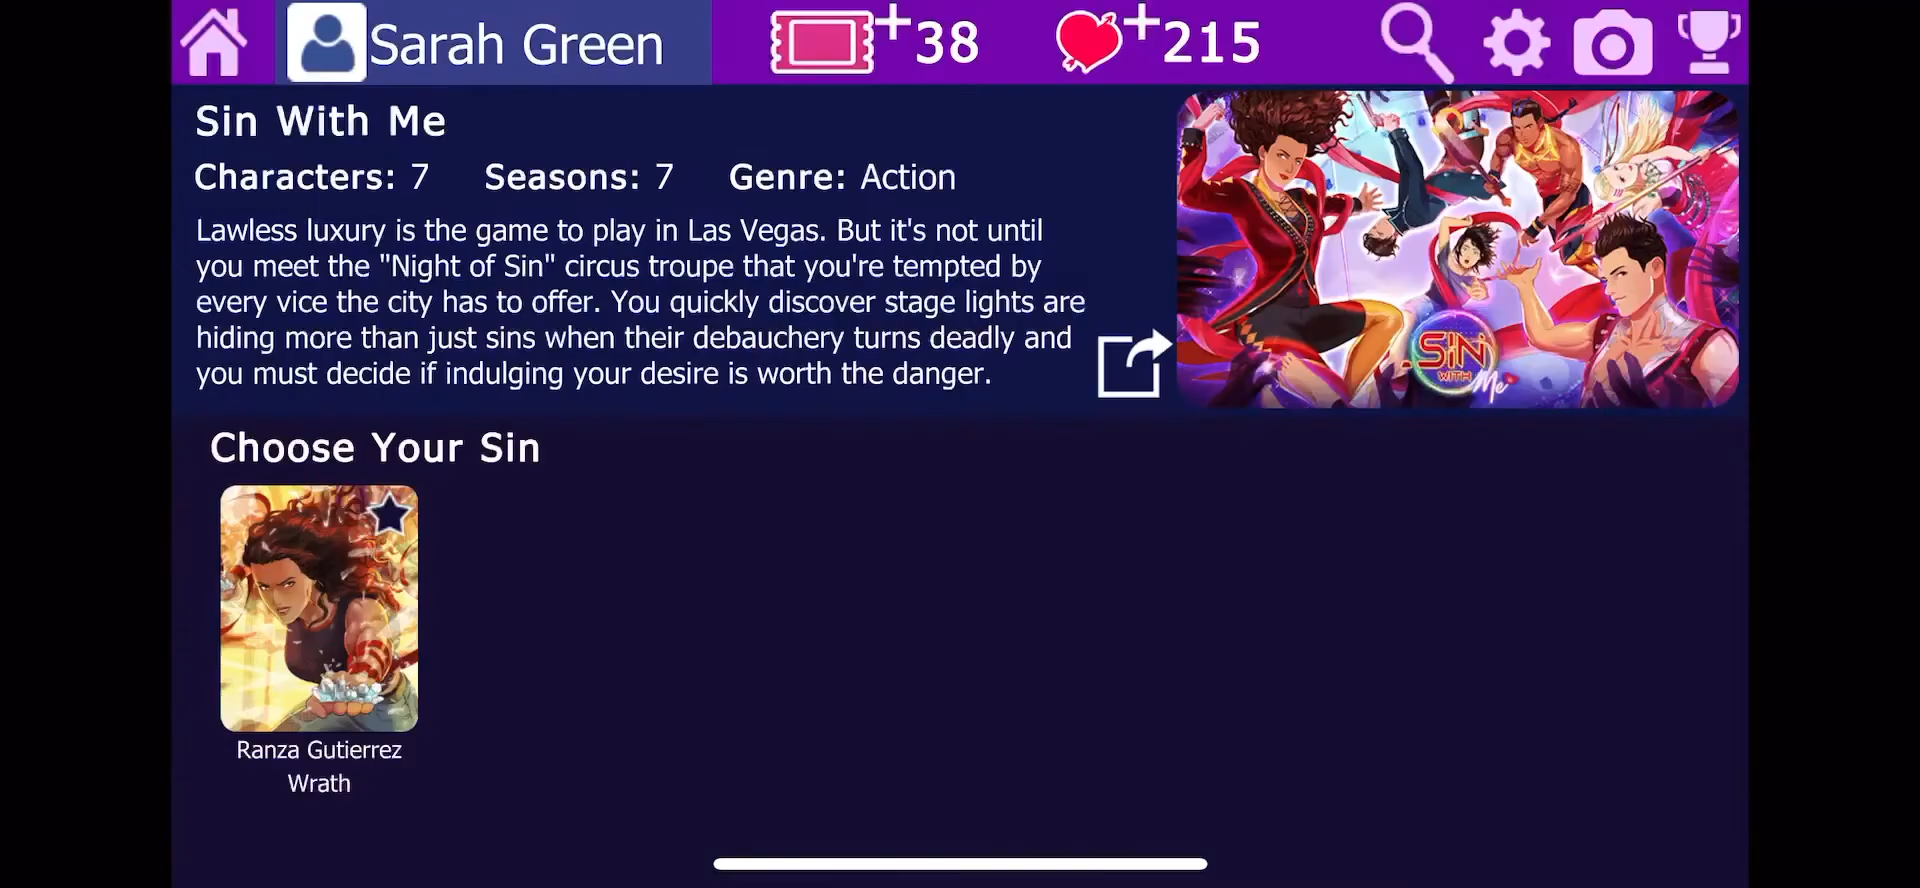 Sarah Green
+38
+215
Sin With Me
Characters: 7 Seasons: 7 Genre: Action
Lawless luxury is the game to play in Las Vegas. But it's not until
you meet the "Night of Sin" circus troupe that you're tempted by
every vice the city has to offer. You quickly discover stage lights are
hiding more than just sins when their debauchery turns deadly and
you must decide if indulging your desire is worth the danger.
SiN
WITH
Me
Choose Your Sin
Ranza Gutierrez
Wrath